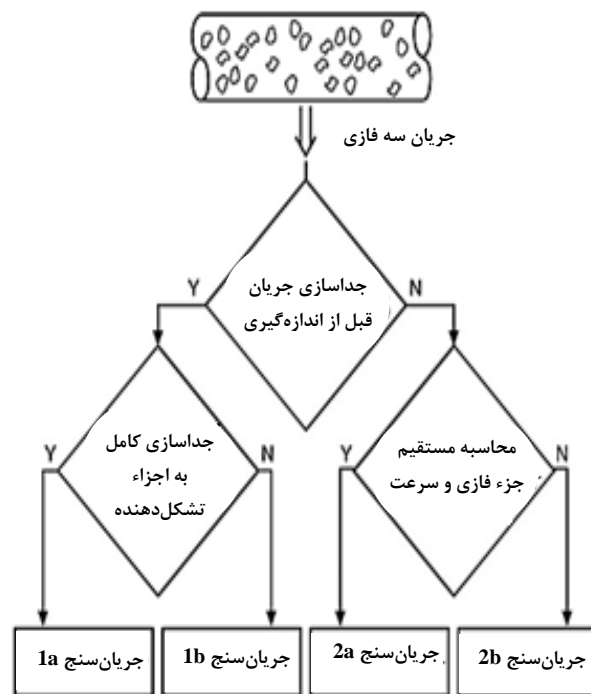 جریان سه فازی
جداسازی جریان
قبل از اندازه‌گیری
Y
N
جداسازی کامل
به اجزاء
تشکل‌دهنده
Y
N
محاسبه مستقیم
جزء فازی و سرعت
Y
N
جریان‌سنج 1a
جریان‌سنج 1b
جریان‌سنج 2a
جریان‌سنج 2b